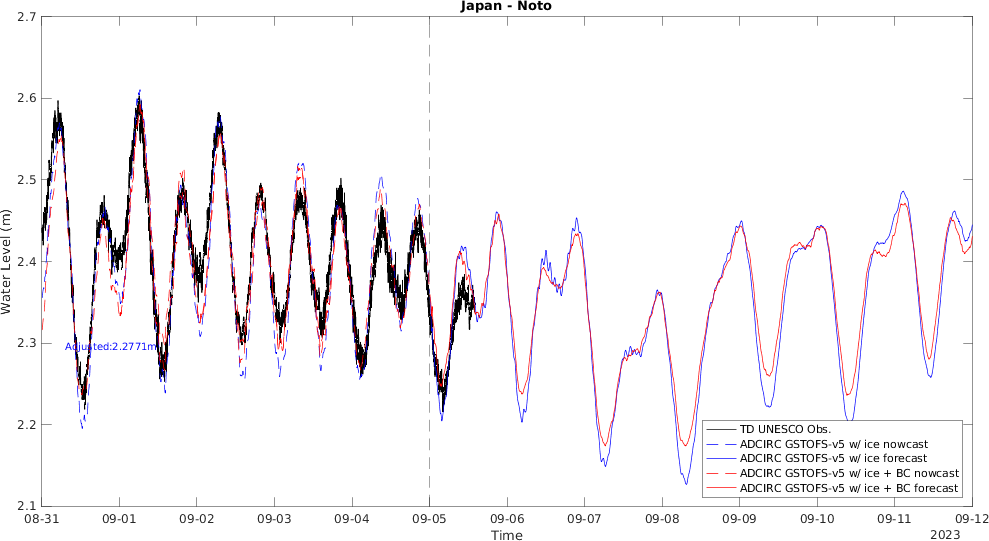 Japan - Noto
2.7
2.6
2.5
2.4
2.3
2.2
2.1
Water Level (m)
Adjusted:2.2771m
TD UNESCO Obs.
ADCIRC GSTOFS-v5 w/ ice nowcast
ADCIRC GSTOFS-v5 w/ ice forecast
ADCIRC GSTOFS-v5 w/ ice + BC nowcast
ADCIRC GSTOFS-v5 w/ ice + BC forecast
08-31 09-01 09-02 09-03 09-04 09-05 09-06 09-07 09-08 09-09 09-10 09-11 09-12
Time
2023